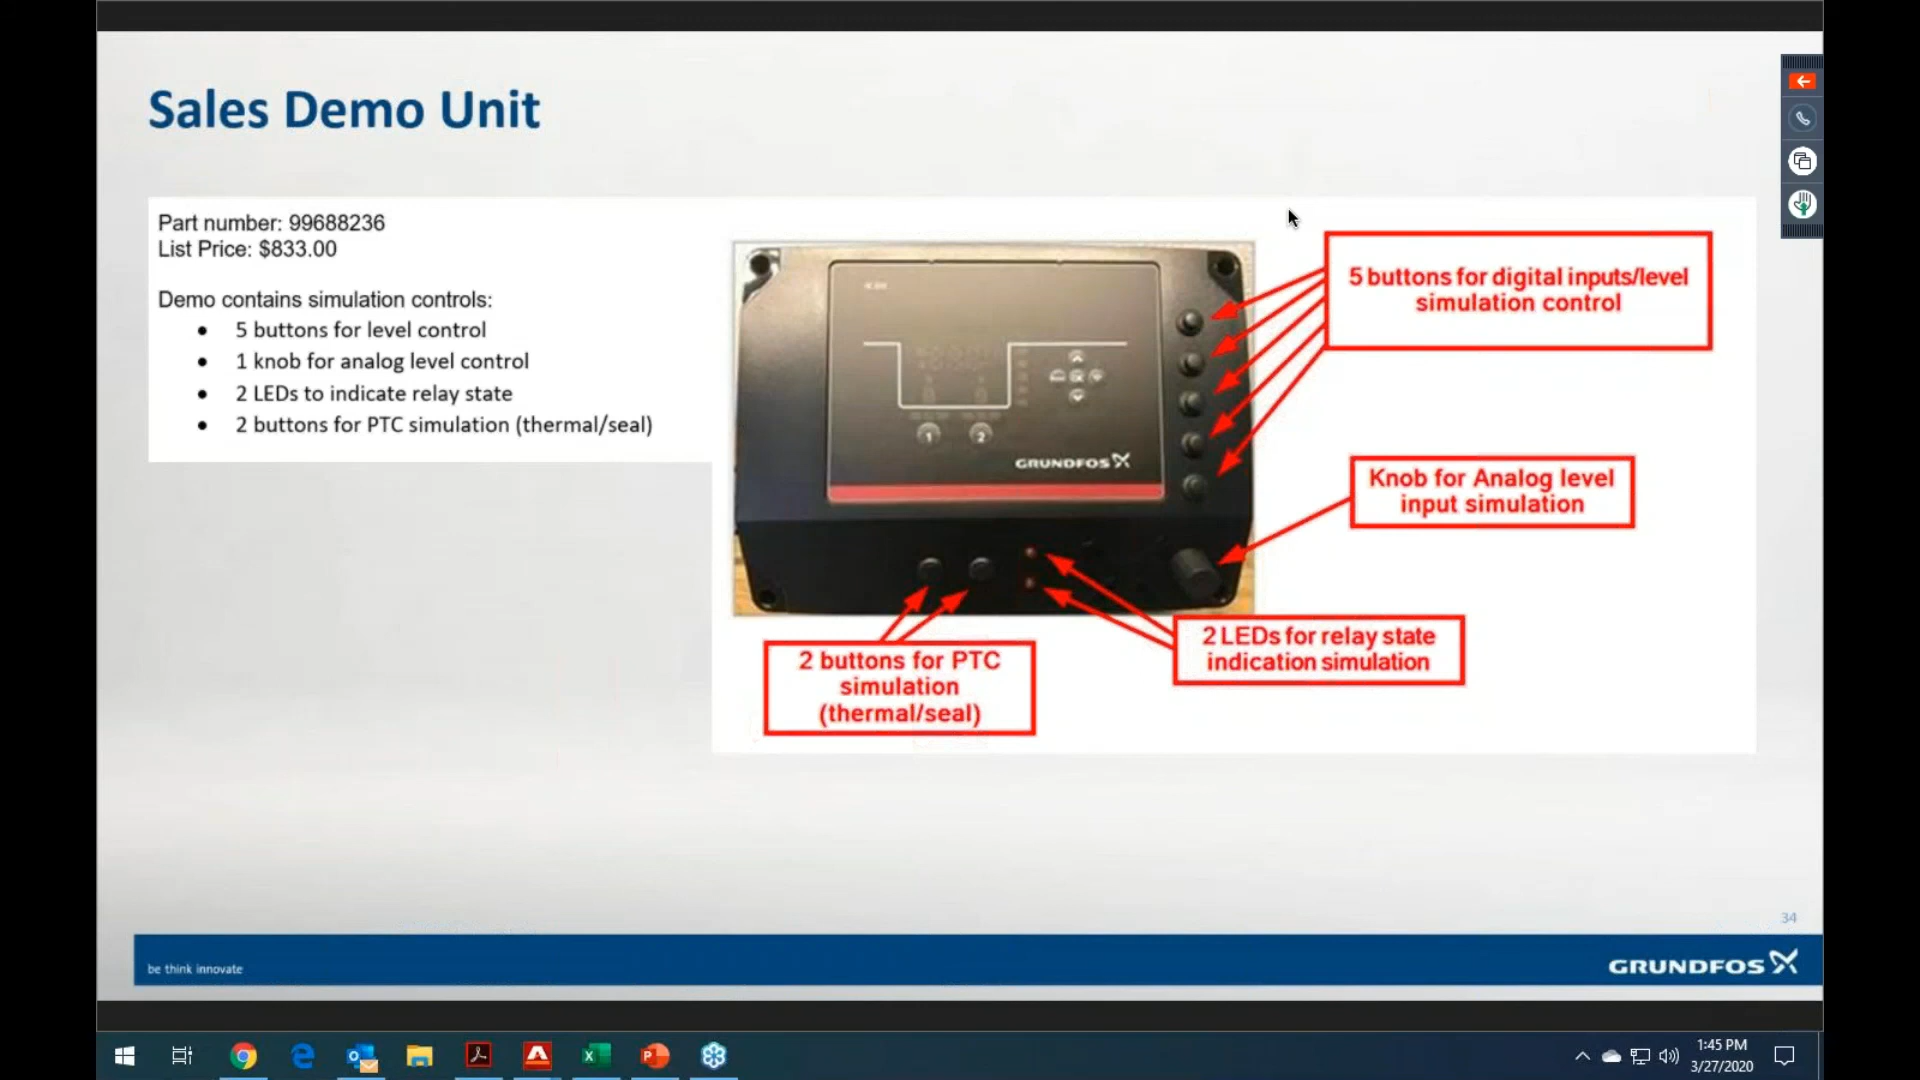 Sales Demo Unit
Part number: 99688236
List Price: $833.00
Demo contains simulation controls:
• 5 buttons for level control
• 1 knob for analog level control
• 2 LEDs to indicate relay state
• 2 buttons for PTC simulation (thermal/seal)
5 buttons for digital inputs/level
simulation control
OK
1 2
GRUNDFOS
Knob for Analog level
input simulation
2 LEDs for relay state
indication simulation
2 buttons for PTC
simulation
(thermal/seal)
34
be think innovate
GRUNDFOS
1:45 PM
3/27/2020